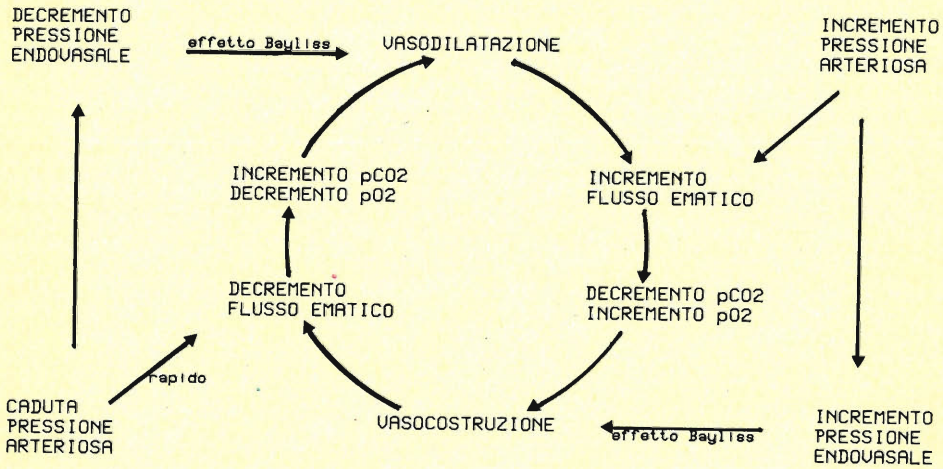 DECREMENTO
PRESSIONE
ENDOVASALE
effetto Bayliss
VASODILATAZIONE
INCREMENTO
PRESSIONE
ARTERIOSA
INCREMENTO pCO2
DECREMENTO pO2
INCREMENTO
FLUSSO EMATICO
DECREMENTO
FLUSSO EMATICO
DECREMENTO pCO2
INCREMENTO pO2
rapido
CADUTA
PRESSIONE
ARTERIOSA
VASOCOSTRUZIONE
effetto Bayliss
INCREMENTO
PRESSIONE
ENDOVASALE